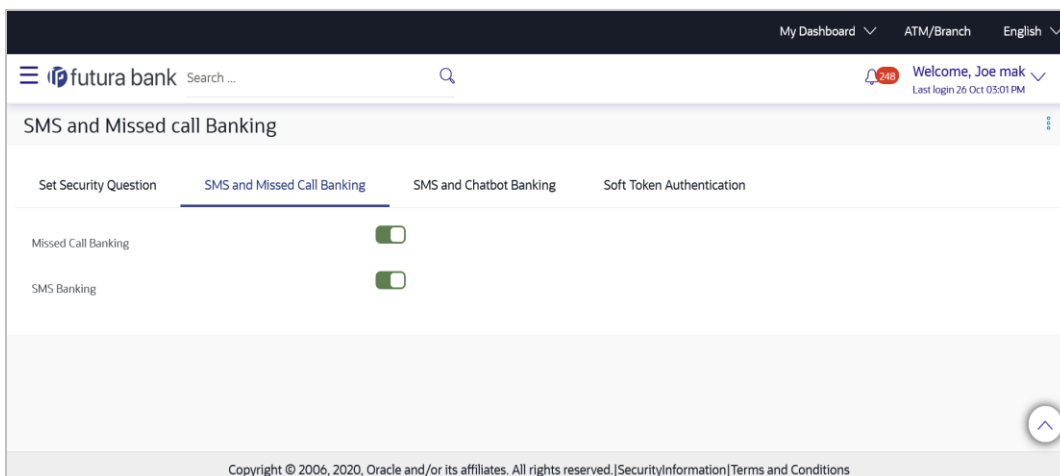 My Dashboard ATM/Branch English
futura bank Search ... 248 Welcome, Joe mak
Last login 26 Oct 03:01 PM
SMS and Missed call Banking
Set Security Question SMS and Missed Call Banking SMS and Chatbot Banking Soft Token Authentication
Missed Call Banking
SMS Banking
Copyright © 2006, 2020, Oracle and/or its affiliates. All rights reserved.|SecurityInformation|Terms and Conditions